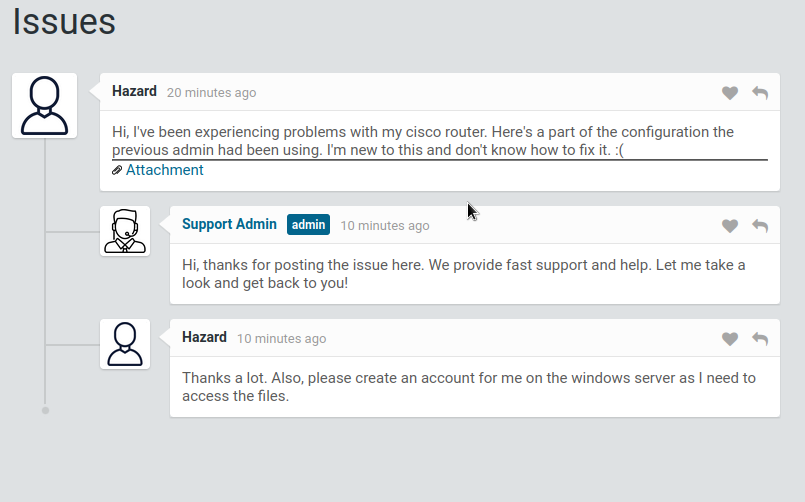 Issues
Hazard 20 minutes ago
Hi, I've been experiencing problems with my cisco router. Here's a part of the configuration the
previous admin had been using. I'm new to this and don't know how to fix it. :(
Attachment
Support Admin admin 10 minutes ago
Hi, thanks for posting the issue here. We provide fast support and help. Let me take a
look and get back to you!
Hazard 10 minutes ago
Thanks a lot. Also, please create an account for me on the windows server as I need to
access the files.